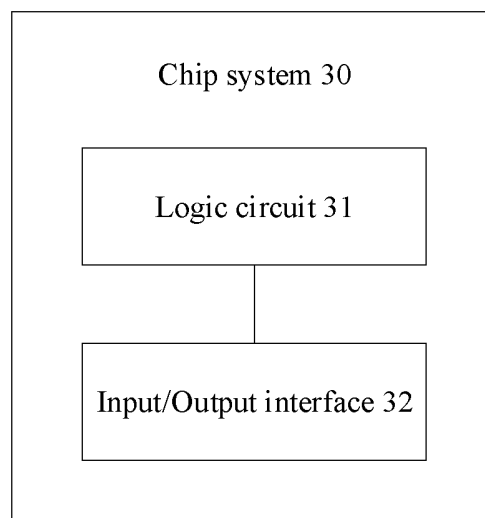 Chip system 30
Logic circuit 31
Input/Output interface 32